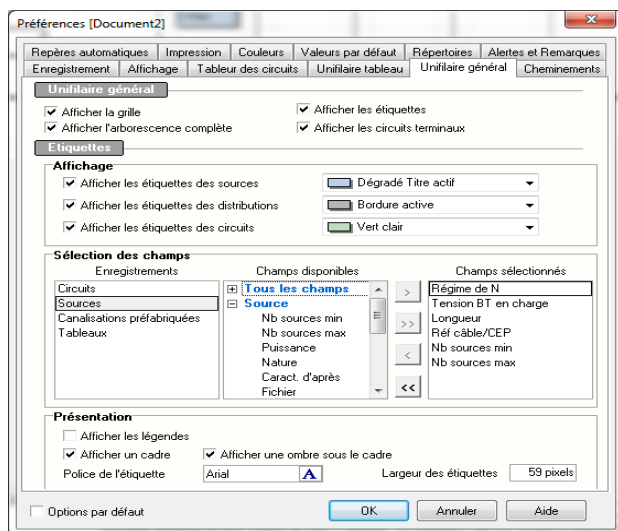 Préférences [Document2]
Repères automatiques Impression Couleurs Valeurs par défaut Répertoires Alertes et Remarques
Enregistrement Affichage Tableur des circuits Unifilaire tableau Unifilaire général Cheminements
Unifilaire général
Afficher la grille Afficher les étiquettes
Afficher l'arborescence complète Afficher les circuits terminaux
Etiquettes
Affichage
Afficher les étiquettes des sources Dégradé Titre actif
Afficher les étiquettes des distributions Bordure active
Afficher les étiquettes des circuits Vert clair
Sélection des champs
Enregistrements Champs disponibles Champs sélectionnés
Circuits Tous les champs > Régime de N
Sources Source Tension BT en charge
Canalisations préfabriquées Nb sources min >> Longueur
Tableaux Nb sources max Réf câble/CEP
Puissance < Nb sources min
Nature Nb sources max
Caract. d'après <<
Fichier
Présentation
Afficher les légendes
Afficher un cadre Afficher une ombre sous le cadre
Police de l'étiquette Arial A Largeur des étiquettes 59 pixels
Options par défaut OK Annuler Aide